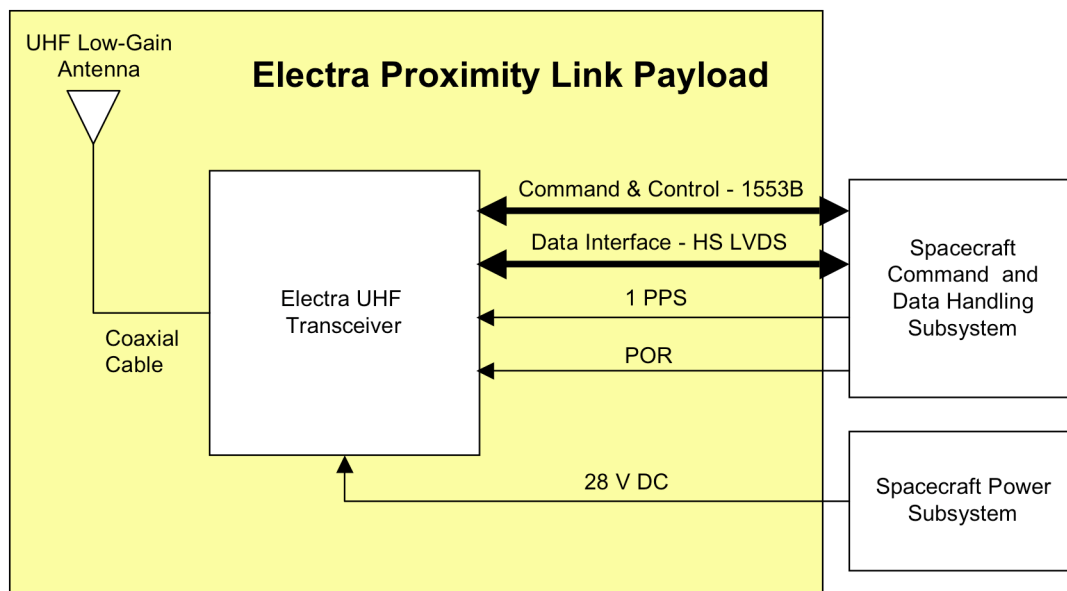 UHF Low-Gain
Antenna
Electra Proximity Link Payload
Command & Control - 1553B
Data Interface - HS LVDS
1 PPS
POR
Electra UHF
Transceiver
Coaxial
Cable
Spacecraft
Command and
Data Handling
Subsystem
28 V DC
Spacecraft Power
Subsystem